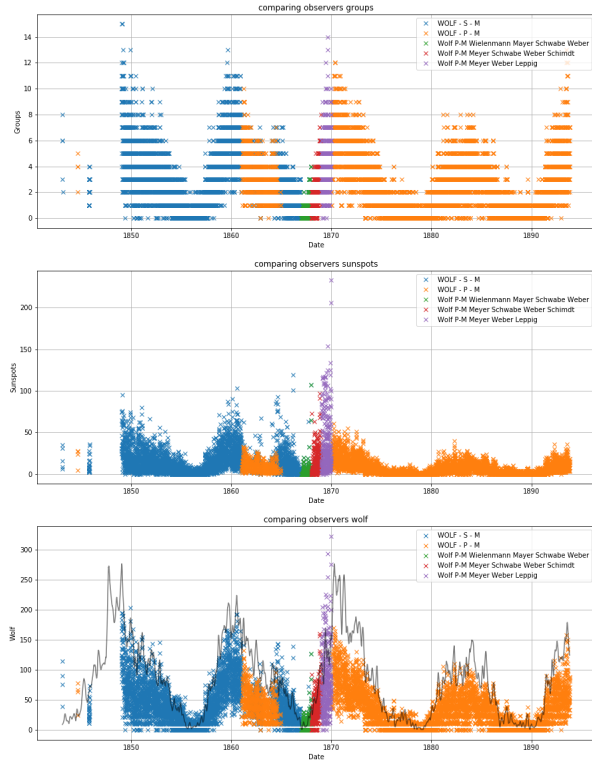 comparing observers groups
WOLF - S - M
WOLF - P - M
Wolf P-M Wielenmann Mayer Schwabe Weber
Wolf P-M Meyer Schwabe Weber Schimdt
Wolf P-M Meyer Weber Leppig
Groups
14
12
10
8
6
4
2
0
1850 1860 1870 1880 1890
Date
comparing observers sunspots
WOLF - S - M
WOLF - P - M
Wolf P-M Wielenmann Mayer Schwabe Weber
Wolf P-M Meyer Schwabe Weber Schimdt
Wolf P-M Meyer Weber Leppig
Sunspots
200
150
100
50
0
1850 1860 1870 1880 1890
Date
comparing observers wolf
WOLF - S - M
WOLF - P - M
Wolf P-M Wielenmann Mayer Schwabe Weber
Wolf P-M Meyer Schwabe Weber Schimdt
Wolf P-M Meyer Weber Leppig
Wolf
300
250
200
150
100
50
0
1850 1860 1870 1880 1890
Date